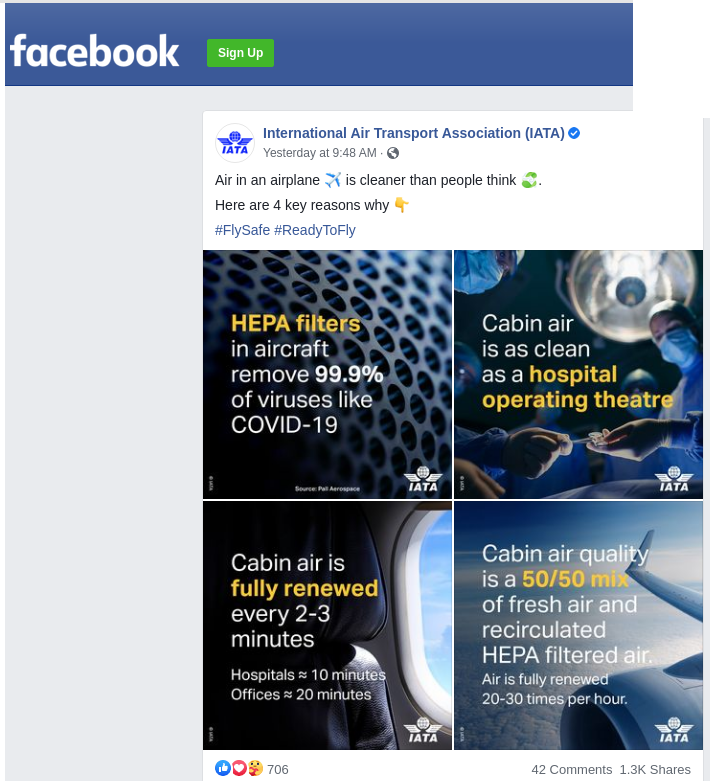 facebook
Sign Up
International Air Transport Association (IATA)
Yesterday at 9:48 AM ·
IATA
Air in an airplane ✈️ is cleaner than people think.
Here are 4 key reasons why 👇
#FlySafe #ReadyToFly
HEPA filters
in aircraft
remove 99.9%
of viruses like
COVID-19
Source: Pall Aerospace
IATA
Cabin air
is as clean
as a hospital
operating theatre
IATA
Cabin air is
fully renewed
every 2-3
minutes
Hospitals ≈ 10 minutes
Offices ≈ 20 minutes
IATA
Cabin air quality
is a 50/50 mix
of fresh air and
recirculated
HEPA filtered air.
Air is fully renewed
20-30 times per hour.
IATA
706
42 Comments 1.3K Shares